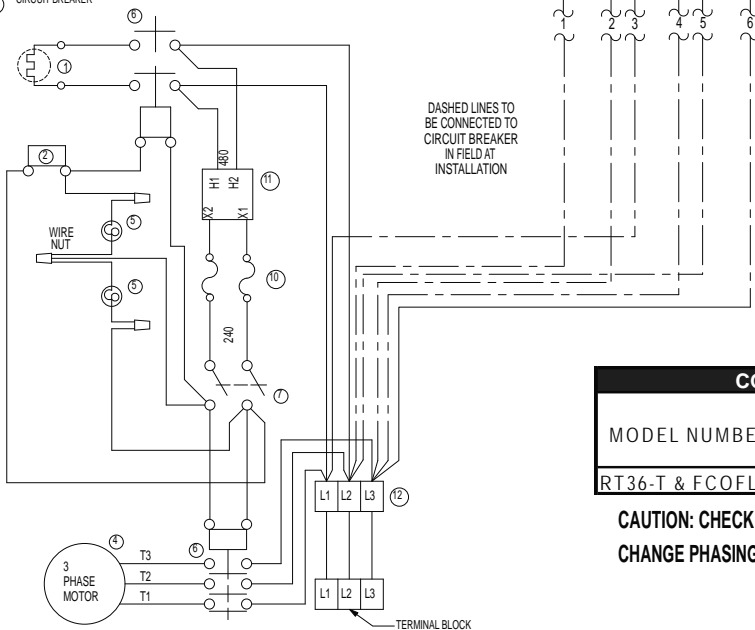 CIRCUIT BREAKER
6
1
2 3
4 5
6
1
DASHED LINES TO
BE CONNECTED TO
CIRCUIT BREAKER
IN FIELD AT
INSTALLATION
2
480
H1 H2
11
X2 X1
5
WIRE
NUT
10
5
240
7
MODEL NUMBE
RT36-T & FCOFL
L1 L2 L3
12
CAUTION: CHECK
CHANGE PHASING
4
6
3
PHASE
MOTOR
T3
T2
T1
L1 L2 L3
TERMINAL BLOCK